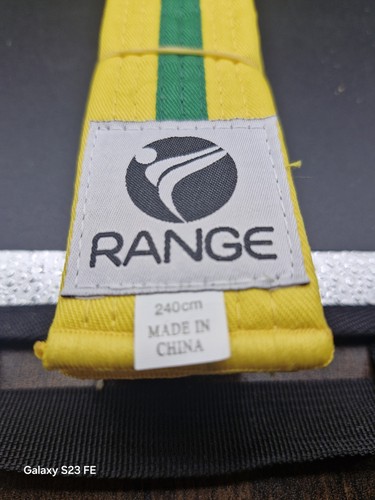 RANGE
240cm
MADE IN
CHINA
Galaxy S23 FE